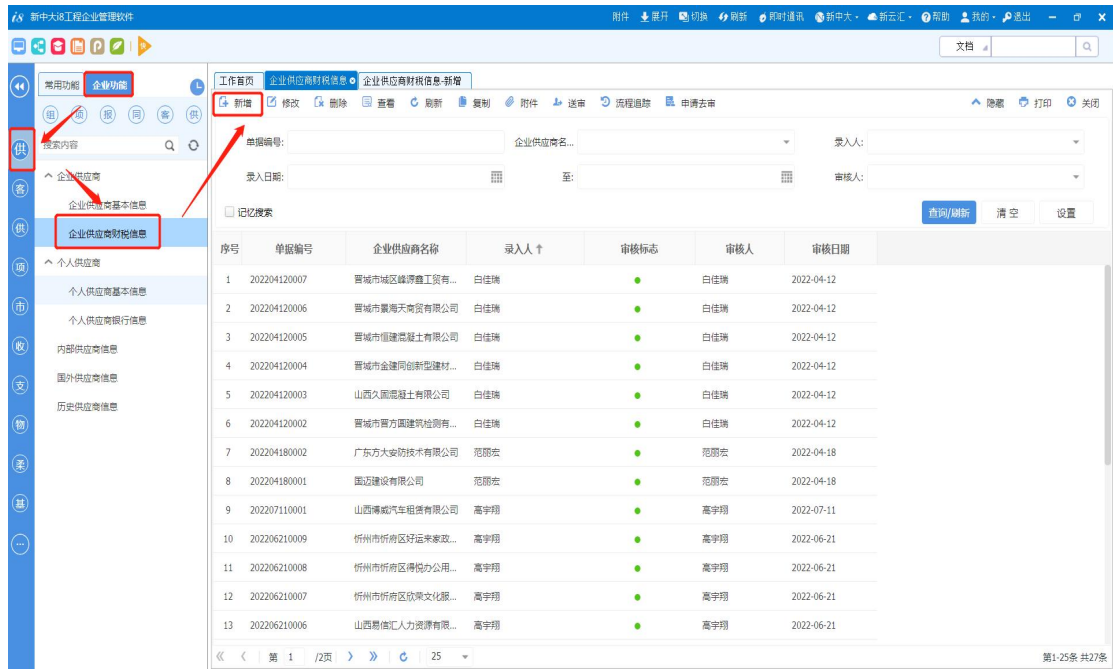 i8 新中大i8工程企业管理软件 附件 展开 切换 刷新 即时通讯 新中大 新云汇 帮助 我的 退出
文档
常用功能 企业功能 工作首页 企业供应商财税信息 企业供应商财税信息-新增
新增 修改 删除 查看 刷新 复制 附件 送审 流程追踪 申请去审 隐藏 打印 关闭
组 项 报 同 客 供
搜索内容
供
客
供
项
市
收
支
物
柔
基
企业供应商
企业供应商基本信息
企业供应商财税信息
个人供应商
个人供应商基本信息
个人供应商银行信息
内部供应商信息
国外供应商信息
历史供应商信息
单据编号: 企业供应商名... 录入人:
录入日期: 至: 审核人:
记忆搜索 查询/刷新 清空 设置
序号 单据编号 企业供应商名称 录入人 审核标志 审核人 审核日期
1 202204120007 晋城市城区峰源鑫工贸有... 白佳瑞 白佳瑞 2022-04-12
2 202204120006 晋城市景海天商贸有限公司 白佳瑞 白佳瑞 2022-04-12
3 202204120005 晋城市恒建混凝土有限公司 白佳瑞 白佳瑞 2022-04-12
4 202204120004 晋城市金建同创新型建材... 白佳瑞 白佳瑞 2022-04-12
5 202204120003 山西久固混凝土有限公司 白佳瑞 白佳瑞 2022-04-12
6 202204120002 晋城市晋方圆建筑检测有... 白佳瑞 白佳瑞 2022-04-12
7 202204180002 广东方大安防技术有限公司 范丽宏 范丽宏 2022-04-18
8 202204180001 国迈建设有限公司 范丽宏 范丽宏 2022-04-18
9 202207110001 山西博威汽车租赁有限公司 高宇翔 高宇翔 2022-07-11
10 202206210009 忻州市忻府区好运来家政... 高宇翔 高宇翔 2022-06-21
11 202206210008 忻州市忻府区得悦办公用... 高宇翔 高宇翔 2022-06-21
12 202206210007 忻州市忻府区欣荣文化服... 高宇翔 高宇翔 2022-06-21
13 202206210006 山西易信汇人力资源有限... 高宇翔 高宇翔 2022-06-21
第 1 /2页 25 第1-25条 共27条